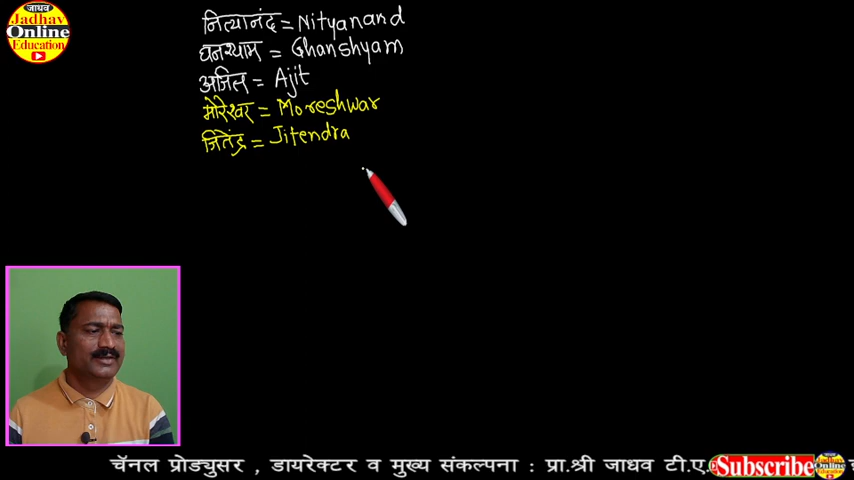 जाधव
Jadhav
Online
Education
नित्यानंद = Nityanand
घनश्याम = Ghanshyam
अजित = Ajit
मोरेश्वर = Moreshwar
जितेंद्र = Jitendra
चॅनल प्रोड्युसर , डायरेक्टर व मुख्य संकल्पना : प्रा.श्री जाधव टी.ए.
Subscribe